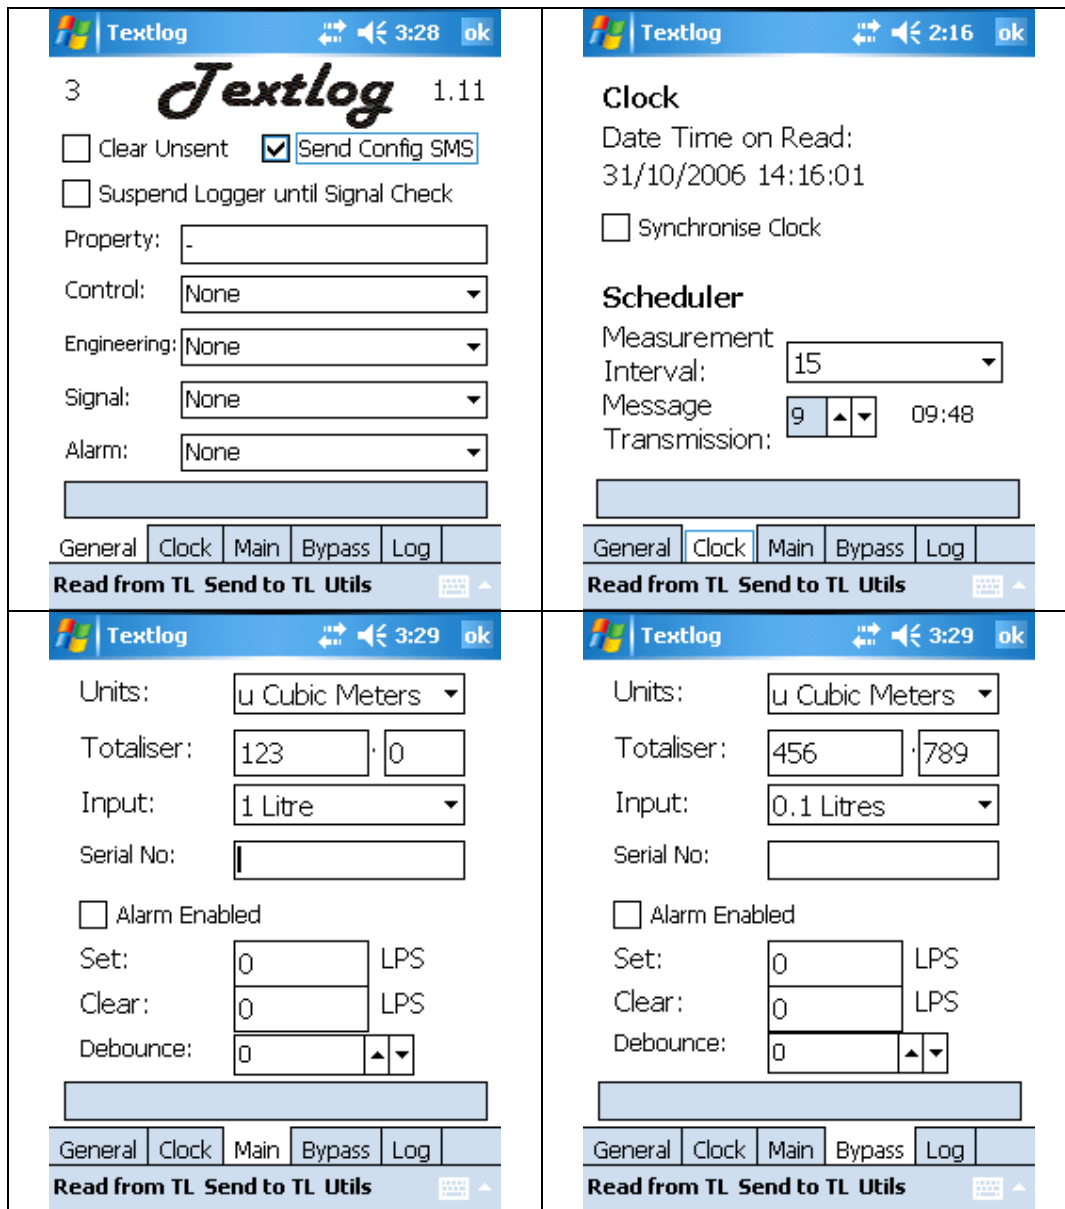 Textlog 3:28 ok
3 Textlog 1.11
Clear Unsent Send Config SMS
Suspend Logger until Signal Check
Property: -
Control: None
Engineering: None
Signal: None
Alarm: None
General Clock Main Bypass Log
Read from TL Send to TL Utils
Textlog 2:16 ok
Clock
Date Time on Read:
31/10/2006 14:16:01
Synchronise Clock
Scheduler
Measurement
Interval: 15
Message
Transmission: 9 09:48
General Clock Main Bypass Log
Read from TL Send to TL Utils
Textlog 3:29 ok
Units: u Cubic Meters
Totaliser: 123 . 0
Input: 1 Litre
Serial No:
Alarm Enabled
Set: 0 LPS
Clear: 0 LPS
Debounce: 0
General Clock Main Bypass Log
Read from TL Send to TL Utils
Textlog 3:29 ok
Units: u Cubic Meters
Totaliser: 456 . 789
Input: 0.1 Litres
Serial No:
Alarm Enabled
Set: 0 LPS
Clear: 0 LPS
Debounce: 0
General Clock Main Bypass Log
Read from TL Send to TL Utils